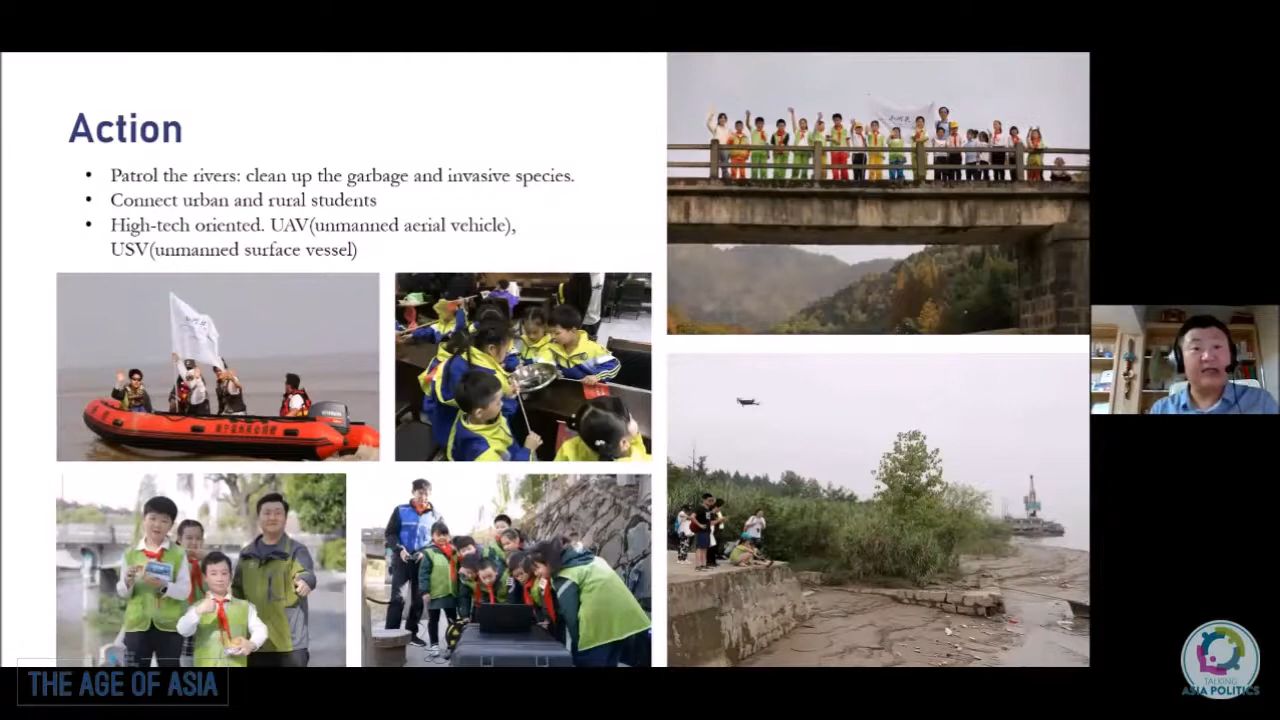 Action
• Patrol the rivers: clean up the garbage and invasive species.
• Connect urban and rural students
• High-tech oriented. UAV(unmanned aerial vehicle),
USV(unmanned surface vessel)
THE AGE OF ASIA
TALKING
ASIA POLITICS